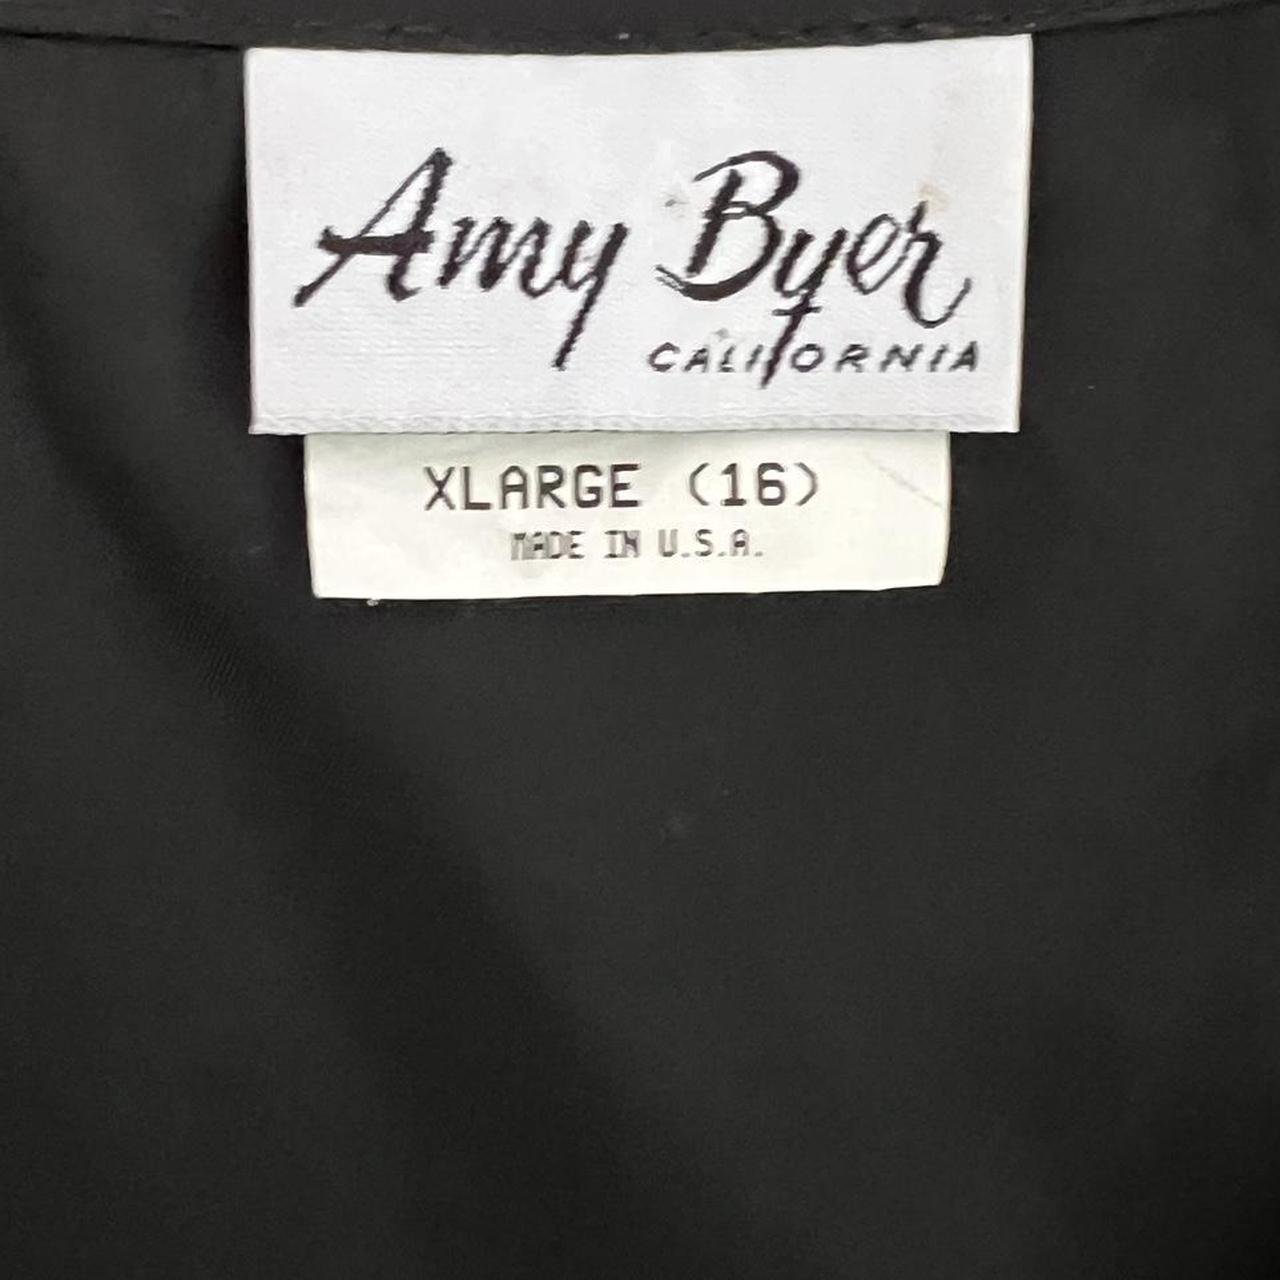 Amy Byer
CALIFORNIA
XLARGE (16)
MADE IN U.S.A.